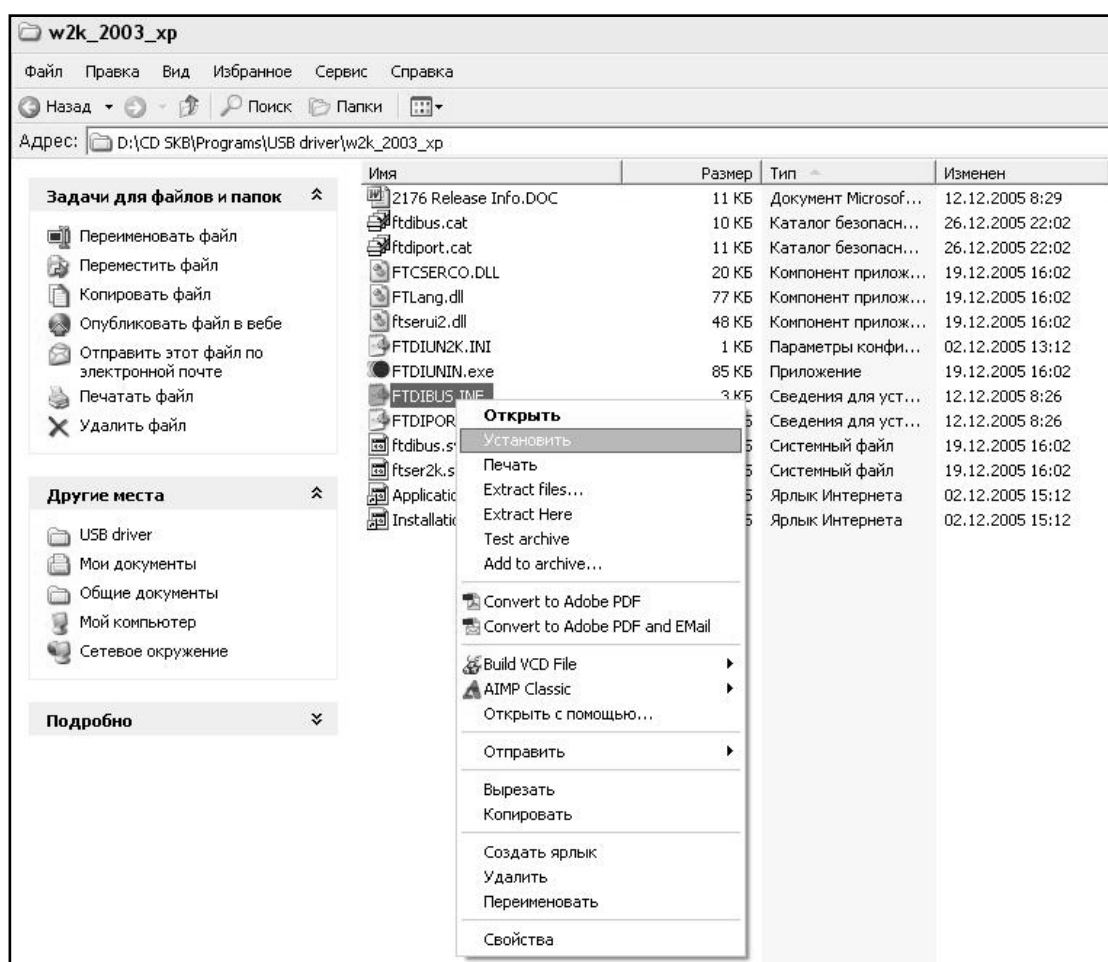 w2k_2003_xp
Файл Правка Вид Избранное Сервис Справка
Назад Поиск Папки
Адрес: D:\CD SKB\Programs\USB driver\w2k_2003_xp
Задачи для файлов и папок
Переименовать файл
Переместить файл
Копировать файл
Опубликовать файл в вебе
Отправить этот файл по
электронной почте
Печатать файл
Удалить файл
Другие места
USB driver
Мои документы
Общие документы
Мой компьютер
Сетевое окружение
Подробно
Имя Размер Тип Изменен
2176 Release Info.DOC 11 КБ Документ Microsof... 12.12.2005 8:29
ftdibus.cat 10 КБ Каталог безопасн... 26.12.2005 22:02
ftdiport.cat 11 КБ Каталог безопасн... 26.12.2005 22:02
FTCSERCO.DLL 20 КБ Компонент прилож... 19.12.2005 16:02
FTLang.dll 77 КБ Компонент прилож... 19.12.2005 16:02
ftserui2.dll 48 КБ Компонент прилож... 19.12.2005 16:02
FTDIUN2K.INI 1 КБ Параметры конфи... 02.12.2005 13:12
FTDIUNIN.exe 85 КБ Приложение 19.12.2005 16:02
FTDIBUS.INF 3 КБ Сведения для уст... 12.12.2005 8:26
FTDIPOR Б Сведения для уст... 12.12.2005 8:26
ftdibus.s Б Системный файл 19.12.2005 16:02
ftser2k.s Б Системный файл 19.12.2005 16:02
Applicatio Б Ярлык Интернета 02.12.2005 15:12
Installatio Б Ярлык Интернета 02.12.2005 15:12
Открыть
Установить
Печать
Extract files...
Extract Here
Test archive
Add to archive...
Convert to Adobe PDF
Convert to Adobe PDF and EMail
Build VCD File
AIMP Classic
Открыть с помощью...
Отправить
Вырезать
Копировать
Создать ярлык
Удалить
Переименовать
Свойства